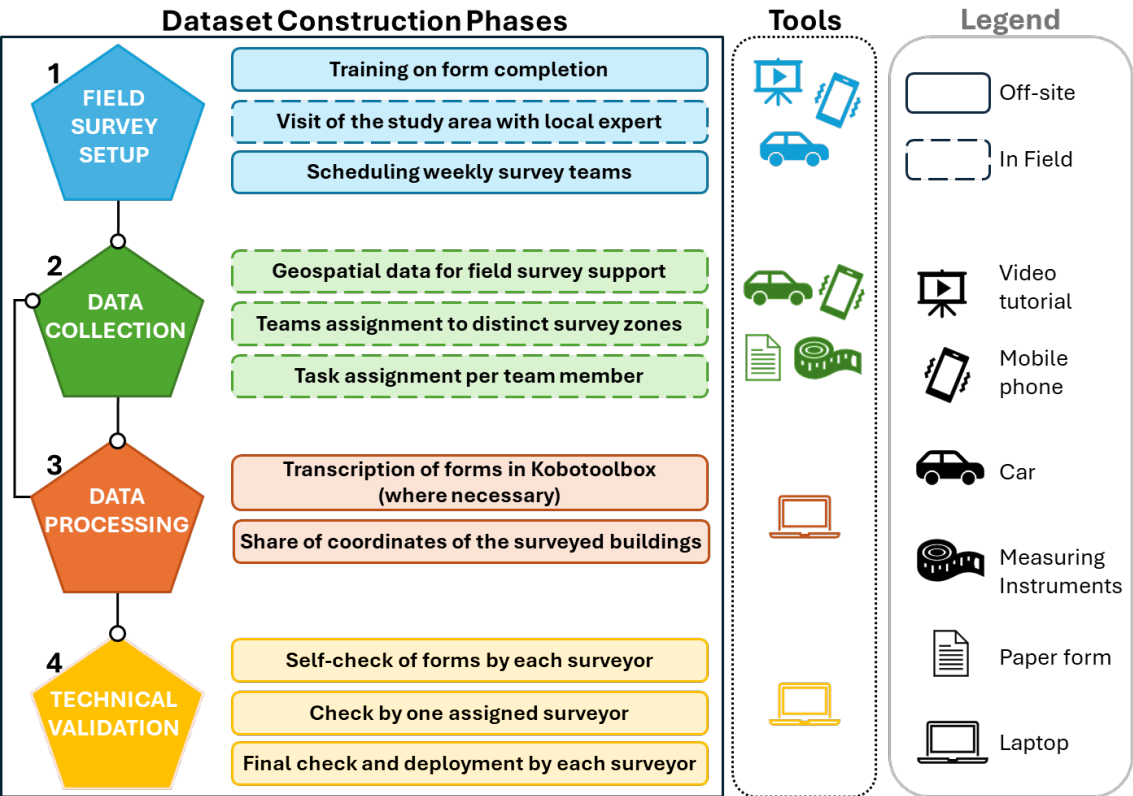 Dataset Construction Phases
Tools
Legend
1
FIELD
SURVEY
SETUP
Training on form completion
Visit of the study area with local expert
Scheduling weekly survey teams
2
DATA
COLLECTION
Geospatial data for field survey support
Teams assignment to distinct survey zones
Task assignment per team member
3
DATA
PROCESSING
Transcription of forms in Kobotoolbox
(where necessary)
Share of coordinates of the surveyed buildings
4
TECHNICAL
VALIDATION
Self-check of forms by each surveyor
Check by one assigned surveyor
Final check and deployment by each surveyor
Off-site
In Field
Video
tutorial
Mobile
phone
Car
Measuring
Instruments
Paper form
Laptop